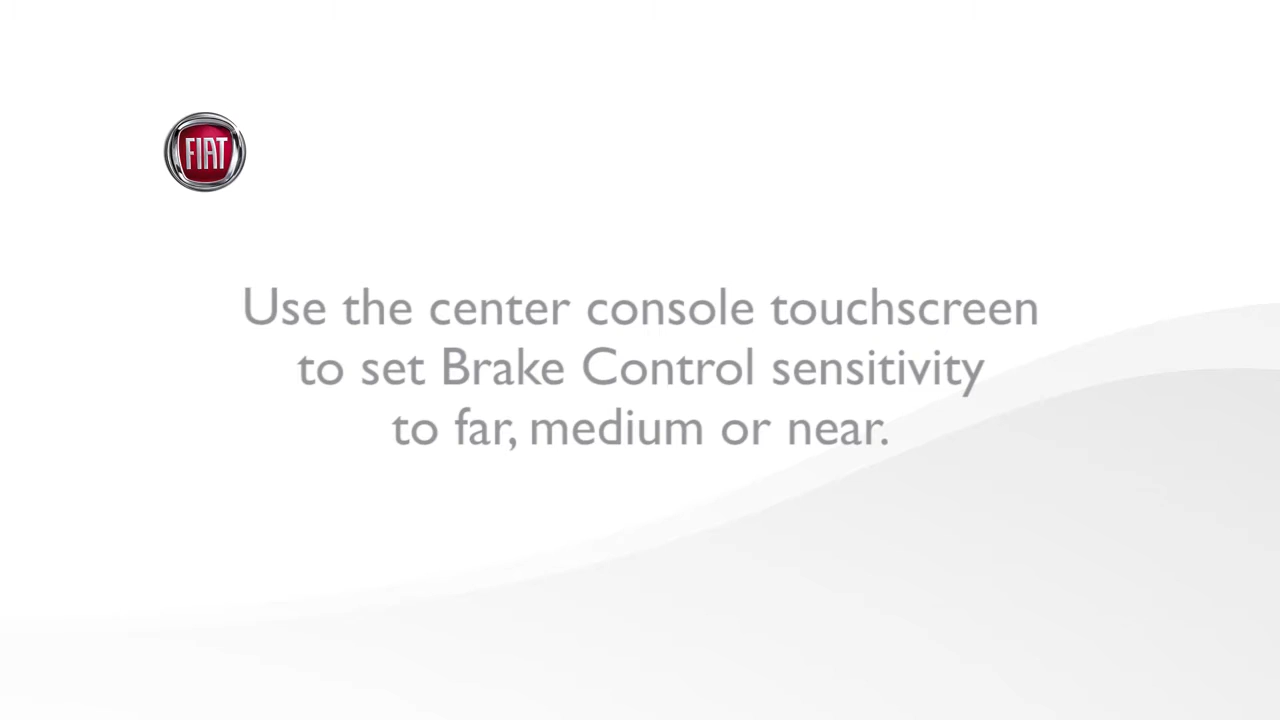 FIAT
Use the center console touchscreen
to set Brake Control sensitivity
to far, medium or near.